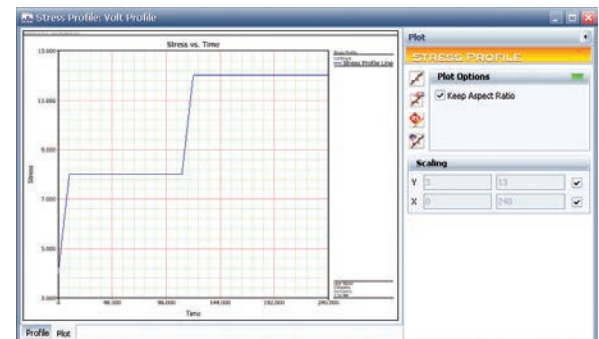 Stress Profile: Volt Profile
Stress vs. Time
Stress Profile Line
13.000
11.000
9.000
7.000
5.000
3.000
Stress
0
48.000
96.000
144.000
192.000
240.000
Time
Profile Plot
Plot
STRESS PROFILE
Plot Options
Keep Aspect Ratio
Scaling
Y 3 13
X 0 240